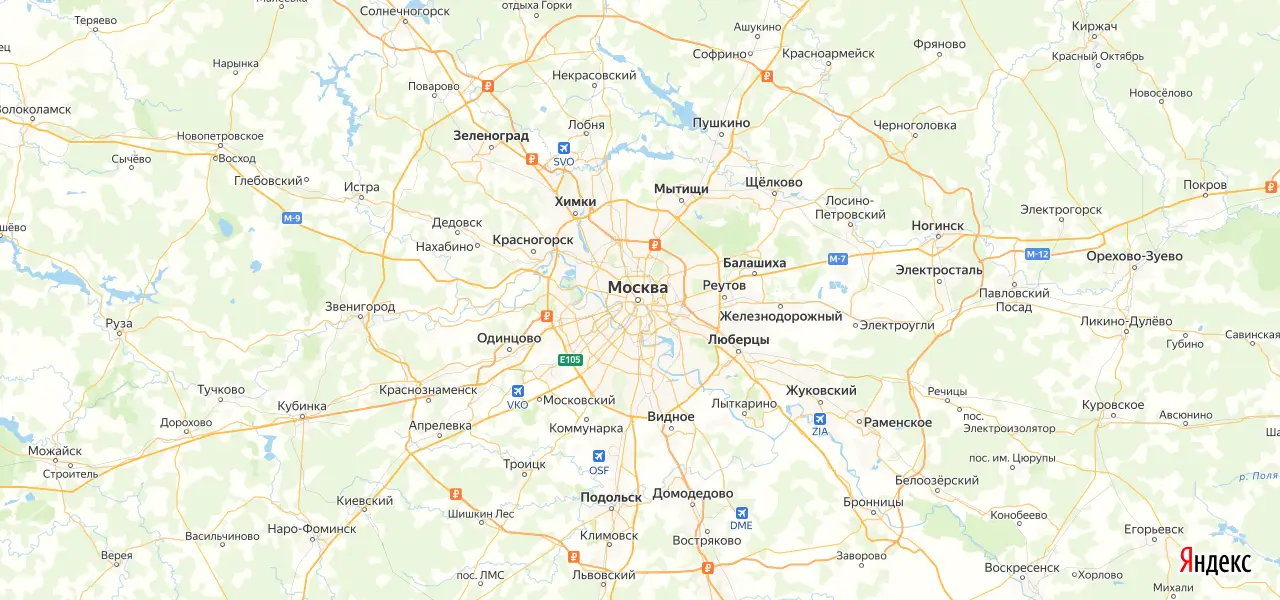 Малеевка
Теряево
Солнечногорск
отдыха Горки
Ашукино
Киржач
Фряново
Софрино
Красноармейск
Красный Октябрь
Нарынка
Некрасовский
Поварово
Новосёлово
Волоколамск
Пушкино
Лобня
Черноголовка
Зеленоград
Новопетровское
SVO
Сычёво
Восход
Глебовский
Истра
Мытищи
Щёлково
Покров
Химки
Лосино-
Петровский
Электрогорск
М-9
Дедовск
Ногинск
Нахабино
Красногорск
М-12
Орехово-Зуево
М-7
Балашиха
Электросталь
Москва
Реутов
Павловский
Посад
Звенигород
Железнодорожный
Руза
Электроугли
Ликино-Дулёво
Савинская
Губино
Одинцово
Люберцы
E105
Тучково
Краснознаменск
VKO
Московский
Жуковский
Речицы
Лыткарино
Куровское
Авсюнино
Кубинка
Дорохово
Апрелевка
Коммунарка
Видное
ZIA
Раменское
пос.
Электроизолятор
Можайск
Строитель
Троицк
OSF
пос. им. Цюрупы
р. Поля
Белоозёрский
Киевский
Подольск
Домодедово
Бронницы
Шишкин Лес
DME
Конобеево
Наро-Фоминск
Васильчиново
Климовск
Востряково
Егорьевск
Верея
Заворово
пос. ЛМС
Львовский
Воскресенск
Хорлово
Михали
Яндекс